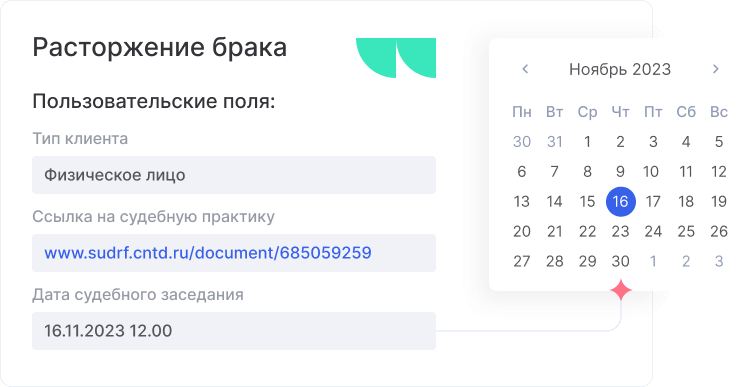 Расторжение брака
Пользовательские поля:
Тип клиента
Физическое лицо
Ссылка на судебную практику
www.sudrf.cntd.ru/document/685059259
Дата судебного заседания
16.11.2023 12.00
Ноябрь 2023
Пн Вт Ср Чт Пт Сб Вс
30 31 1 2 3 4 5
6 7 8 9 10 11 12
13 14 15 16 17 18 19
20 21 22 23 24 25 26
27 28 29 30 1 2 3